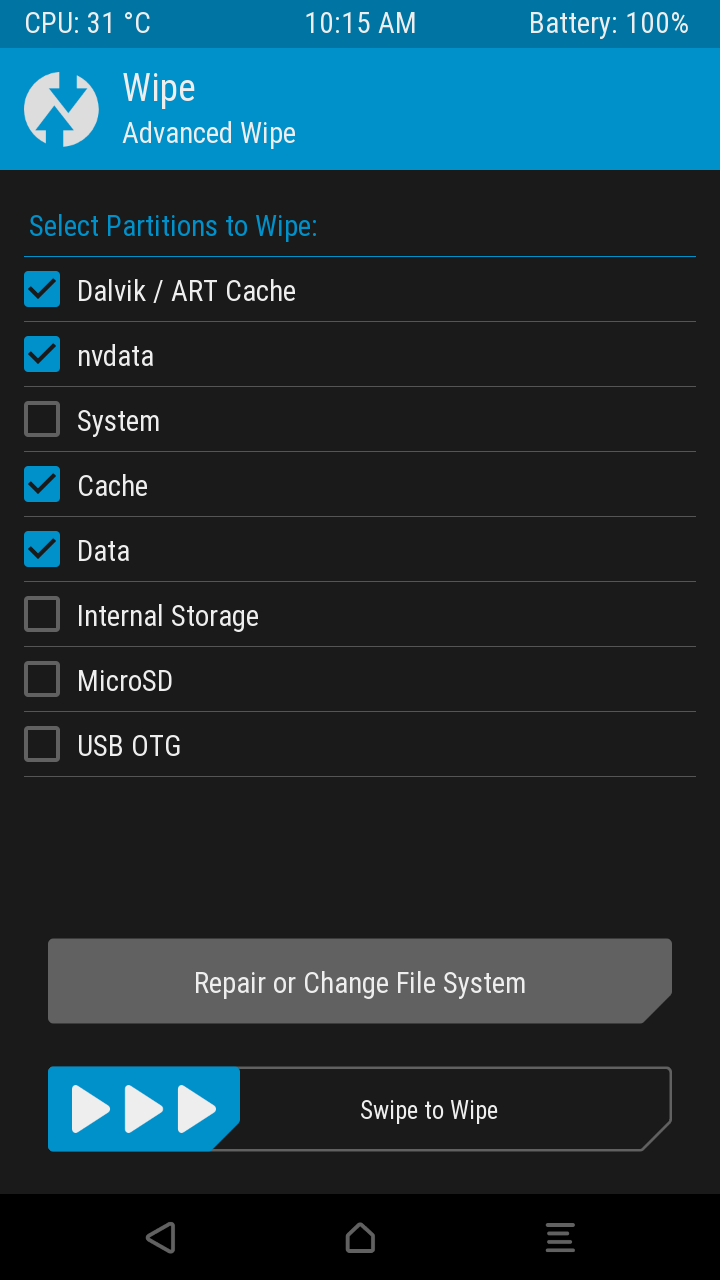 CPU: 31 °C 10:15 AM Battery: 100%
Wipe
Advanced Wipe
Select Partitions to Wipe:
Dalvik / ART Cache
nvdata
System
Cache
Data
Internal Storage
MicroSD
USB OTG
Repair or Change File System
Swipe to Wipe